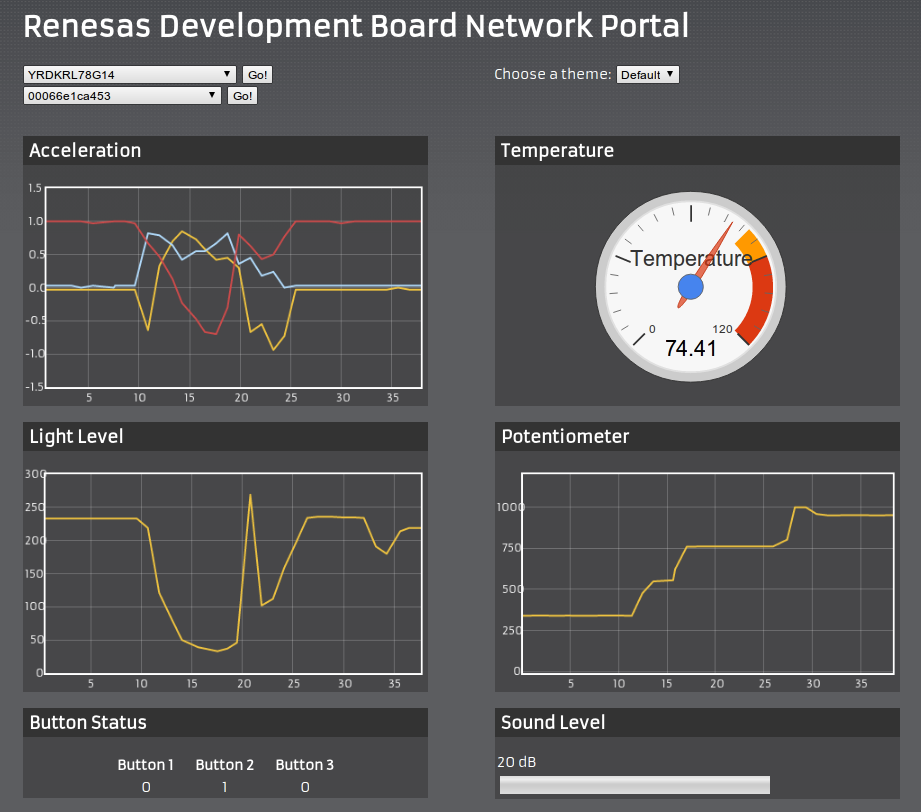 Renesas Development Board Network Portal
YRDKRL78G14 Go! Choose a theme: Default
00066e1ca453 Go!
Acceleration
1.5
1.0
0.5
0.0
-0.5
-1.0
-1.5
5 10 15 20 25 30 35
Temperature
Temperature
0 120
74.41
Light Level
300
250
200
150
100
50
0
5 10 15 20 25 30 35
Potentiometer
1000
750
500
250
0
5 10 15 20 25 30 35
Button Status
Button 1 Button 2 Button 3
0 1 0
Sound Level
20 dB